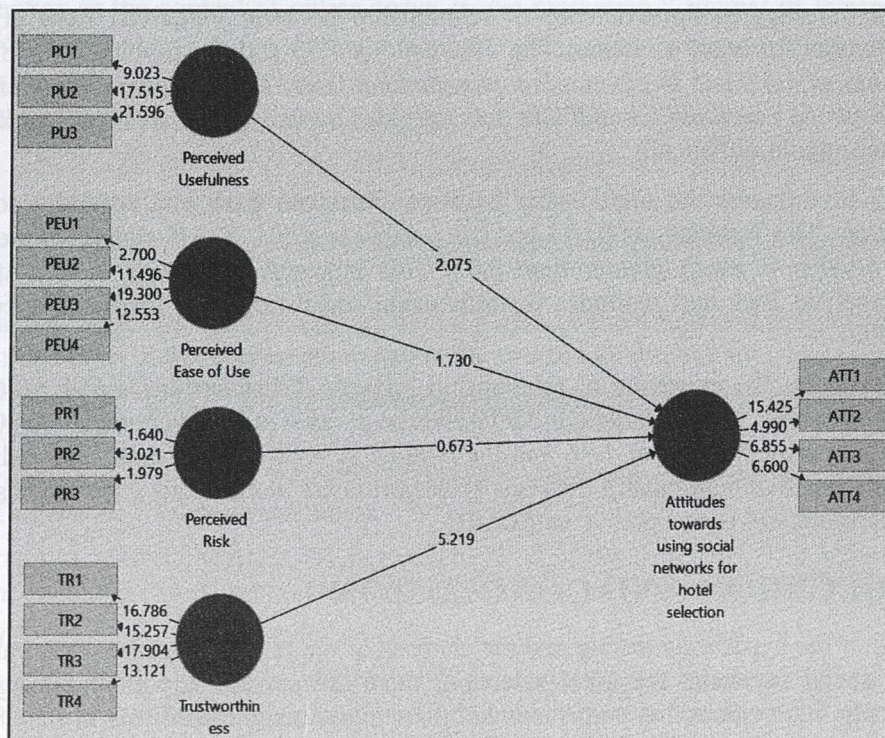 PU1
9.023
PU2
17.515
21.596
PU3
Perceived
Usefulness
PEU1
2.700
PEU2
11.496
PEU3
19.300
12.553
PEU4
Perceived
Ease of Use
PR1
1.640
PR2
3.021
1.979
PR3
Perceived
Risk
TR1
16.786
TR2
15.257
TR3
17.904
13.121
TR4
Trustworthin
ess
2.075
1.730
0.673
5.219
ATT1
15.425
ATT2
4.990
6.855
ATT3
6.600
ATT4
Attitudes
towards
using social
networks for
hotel
selection